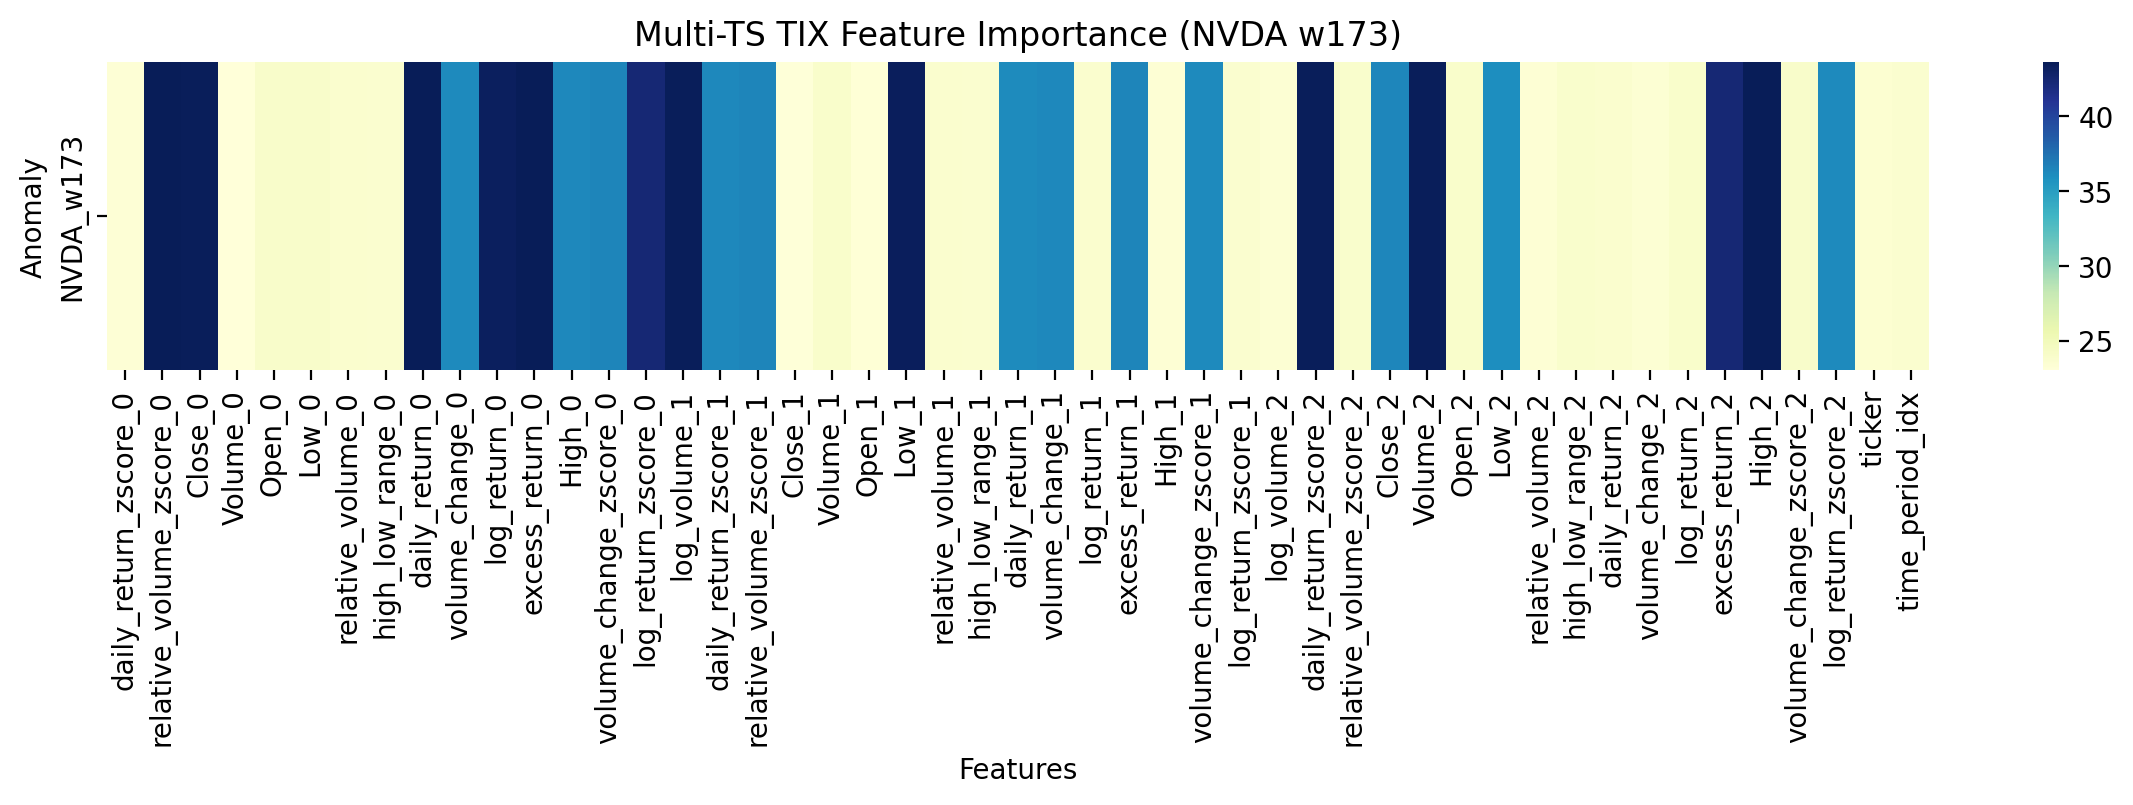 Multi-TS TIX Feature Importance (NVDA w173)
Anomaly
NVDA_w173
40
35
30
25
daily_return_zscore_0
relative_volume_zscore_0
Close_0
Volume_0
Open_0
Low_0
relative_volume_0
high_low_range_0
daily_return_0
volume_change_0
log_return_0
excess_return_0
High_0
volume_change_zscore_0
log_return_zscore_0
log_volume_1
daily_return_zscore_1
relative_volume_zscore_1
Close_1
Volume_1
Open_1
Low_1
relative_volume_1
high_low_range_1
daily_return_1
volume_change_1
log_return_1
excess_return_1
High_1
volume_change_zscore_1
log_return_zscore_1
log_volume_2
daily_return_zscore_2
relative_volume_zscore_2
Close_2
Volume_2
Open_2
Low_2
relative_volume_2
high_low_range_2
daily_return_2
volume_change_2
log_return_2
excess_return_2
High_2
volume_change_zscore_2
log_return_zscore_2
ticker
time_period_idx
Features